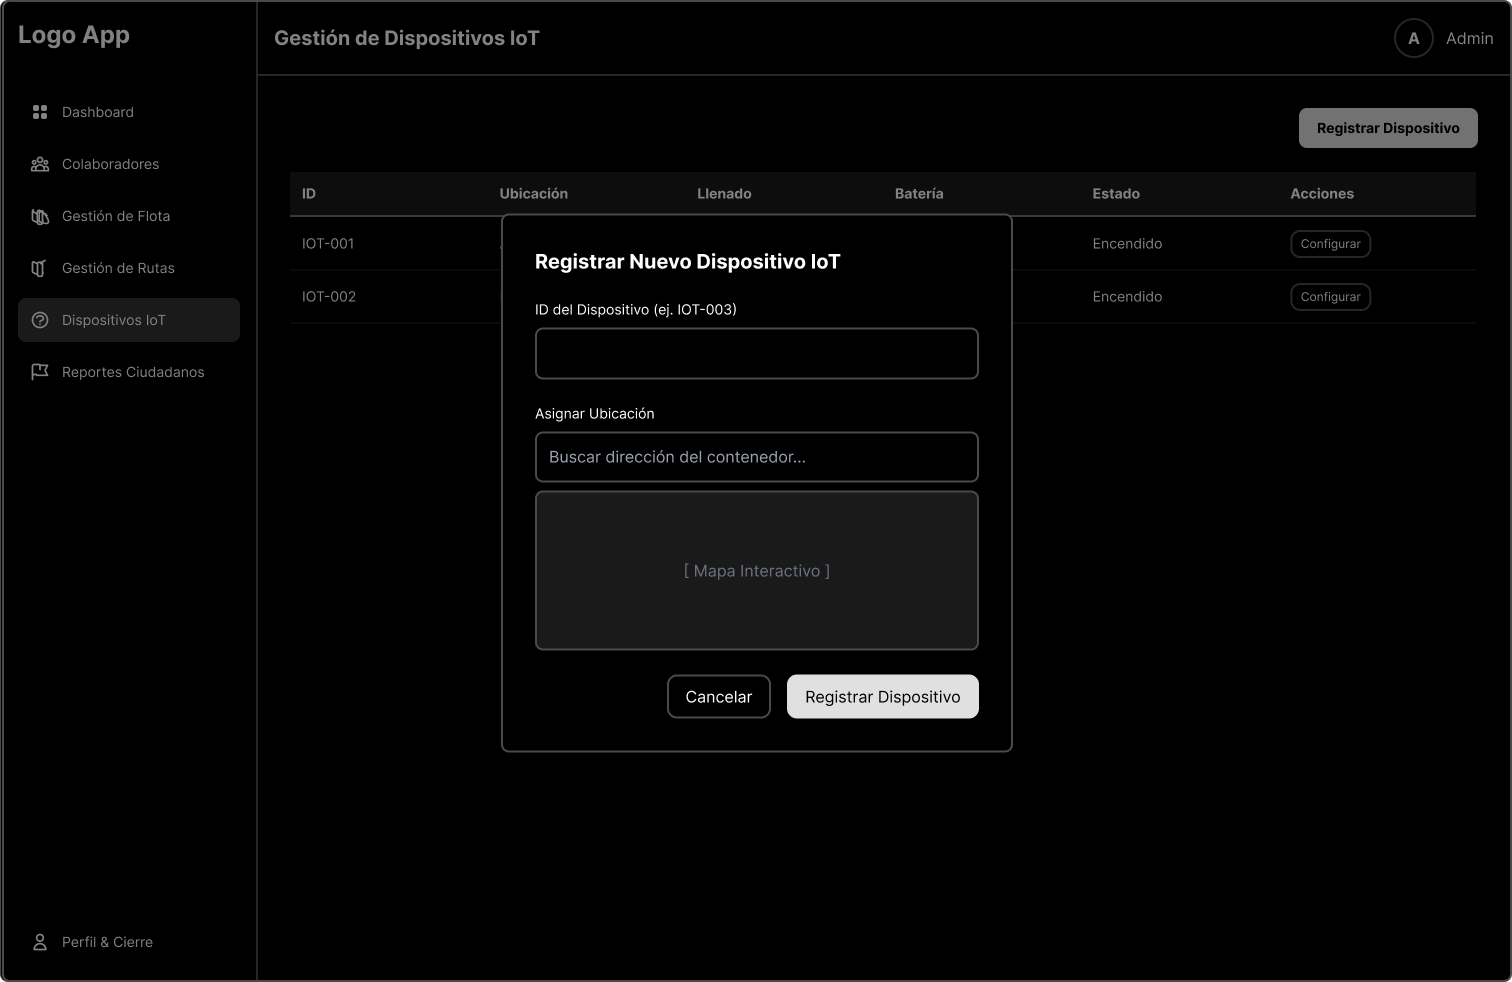 Logo App
Gestión de Dispositivos IoT
A
Admin
Dashboard
Colaboradores
Gestión de Flota
Gestión de Rutas
Dispositivos IoT
Reportes Ciudadanos
Perfil & Cierre
Registrar Dispositivo
ID Ubicación Llenado Batería Estado Acciones
IOT-001 Encendido Configurar
IOT-002 Encendido Configurar
Registrar Nuevo Dispositivo IoT
ID del Dispositivo (ej. IOT-003)
Asignar Ubicación
Buscar dirección del contenedor...
[ Mapa Interactivo ]
Cancelar
Registrar Dispositivo